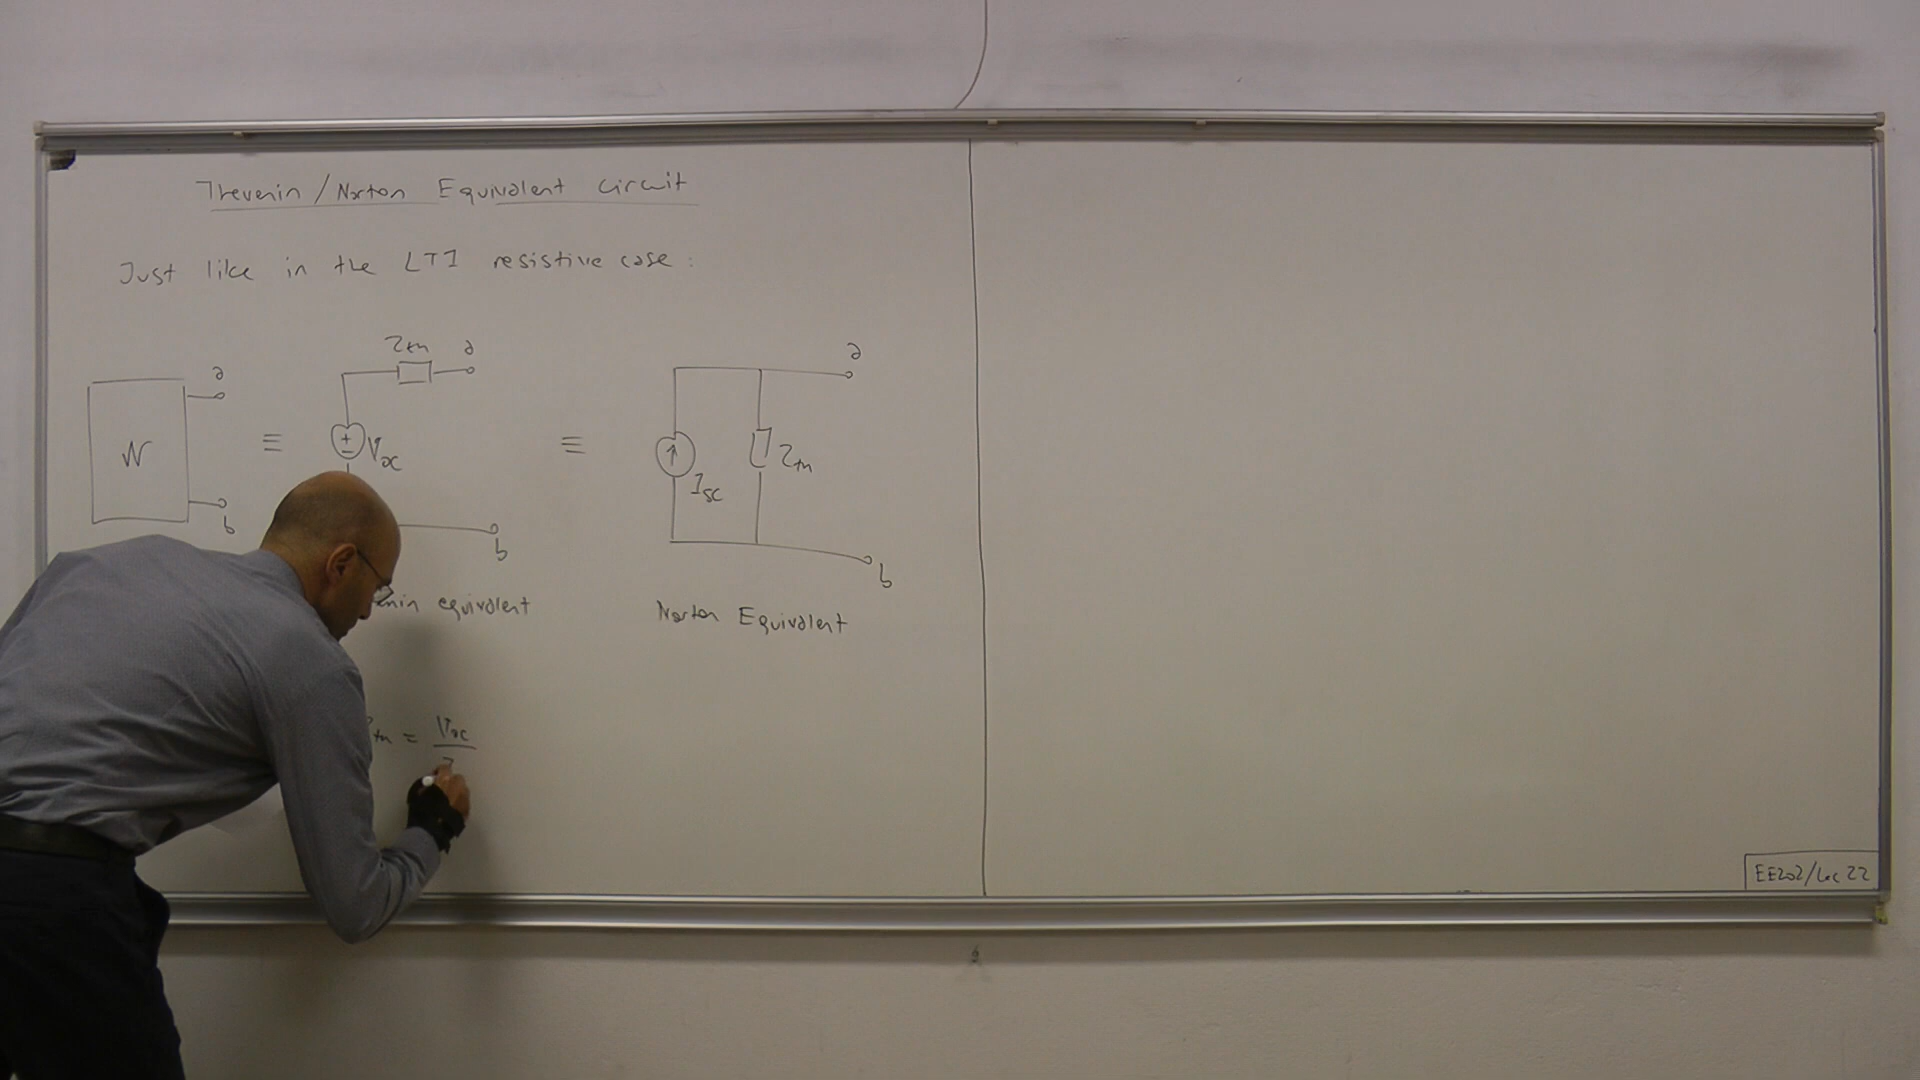 Thevenin / Norton Equivalent Circuit
Just like in the LTI resistive case:
N
a
b
≡
Zth
a
+
-
Voc
b
≡
Isc
Zth
a
b
equivalent
Norton Equivalent
= Voc
EE202/Lec 22